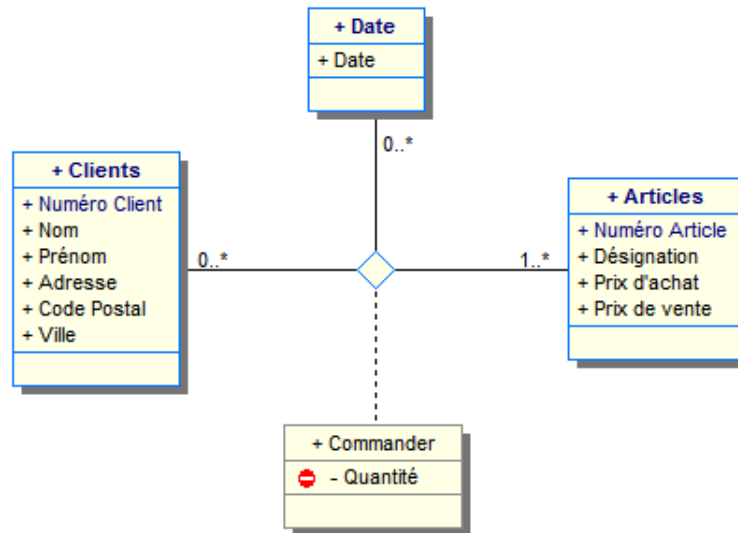 + Date
+ Date
0..*
+ Clients
+ Numéro Client
+ Nom
+ Prénom
+ Adresse
+ Code Postal
+ Ville
0..*
1..*
+ Articles
+ Numéro Article
+ Désignation
+ Prix d'achat
+ Prix de vente
+ Commander
- Quantité